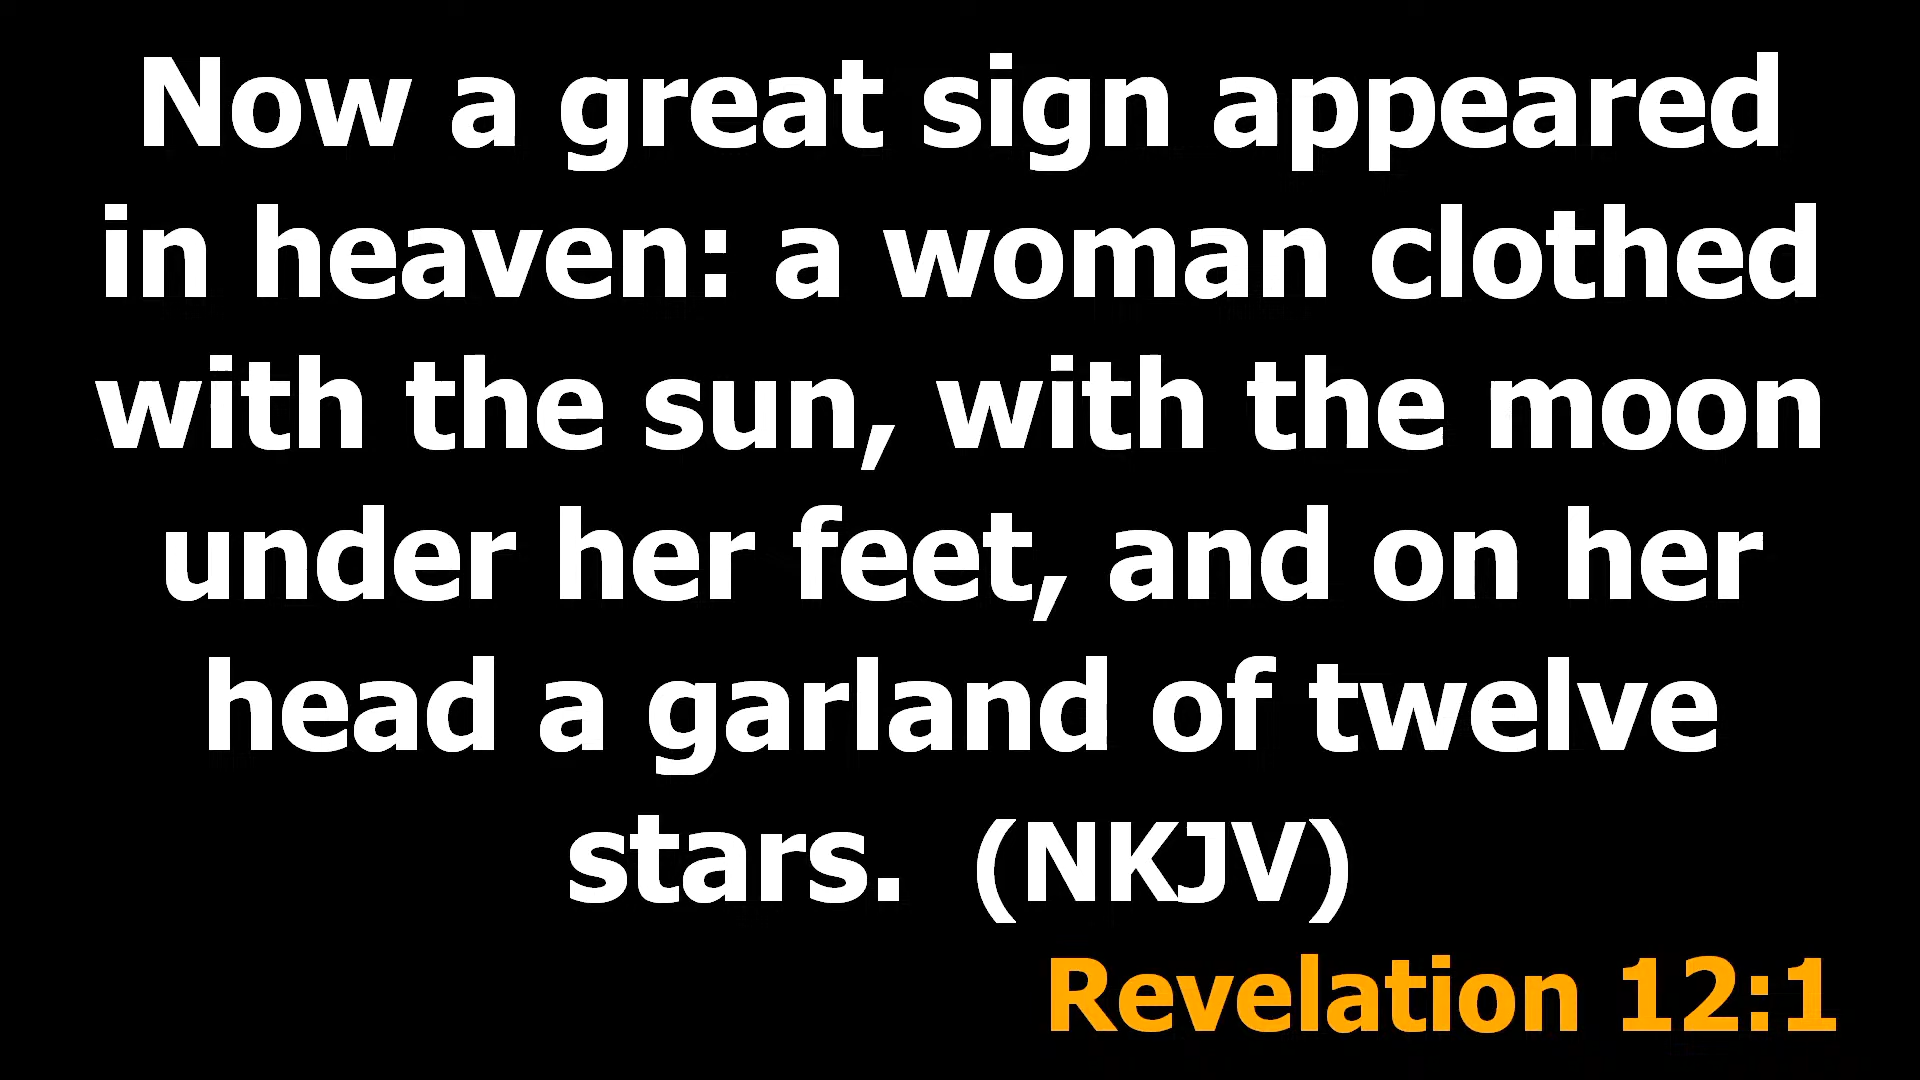 Now a great sign appeared
in heaven: a woman clothed
with the sun, with the moon
under her feet, and on her
head a garland of twelve
stars. (NKJV)
Revelation 12:1